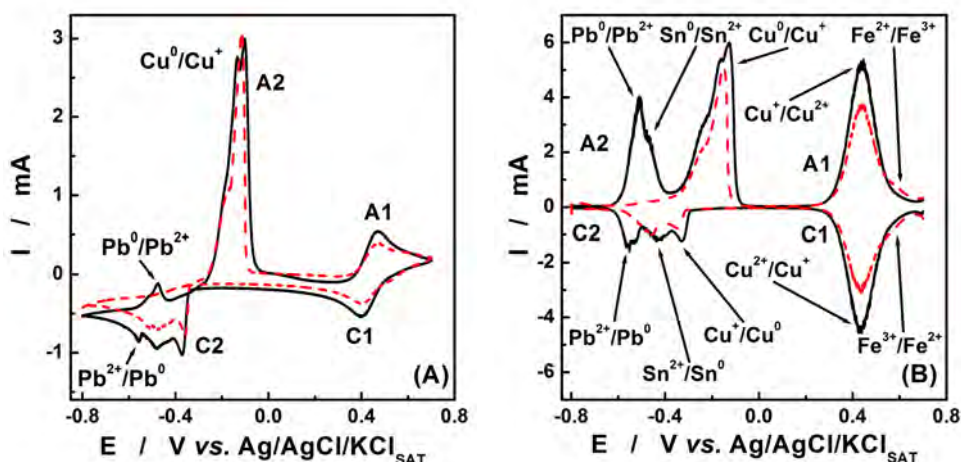 Cu⁰/Cu⁺
A2
Pb⁰/Pb²⁺
A1
C1
C2
Pb²⁺/Pb⁰
(A)
I / mA
3
2
1
0
-1
-0.8 -0.4 0.0 0.4 0.8
E / V vs. Ag/AgCl/KCl_SAT
Pb⁰/Pb²⁺ Sn⁰/Sn²⁺ Cu⁰/Cu⁺ Fe²⁺/Fe³⁺
Cu⁺/Cu²⁺
A2
A1
C2
C1
Cu²⁺/Cu⁺
Pb²⁺/Pb⁰
Cu⁺/Cu⁰
Fe³⁺/Fe²⁺
Sn²⁺/Sn⁰
(B)
I / mA
6
4
2
0
-2
-4
-6
-0.8 -0.4 0.0 0.4 0.8
E / V vs. Ag/AgCl/KCl_SAT